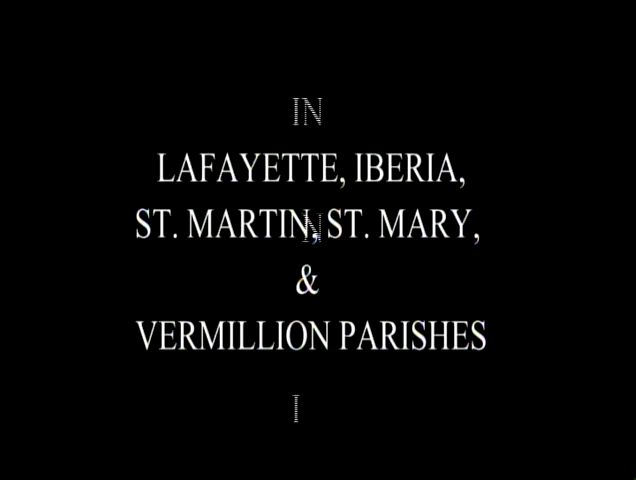 IN
LAFAYETTE, IBERIA,
ST. MARTIN, ST. MARY,
&
VERMILLION PARISHES